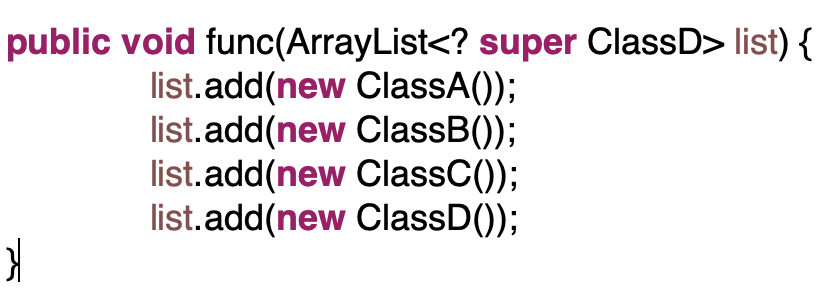 public void func(ArrayList<? super ClassD> list) {
list.add(new ClassA());
list.add(new ClassB());
list.add(new ClassC());
list.add(new ClassD());
}